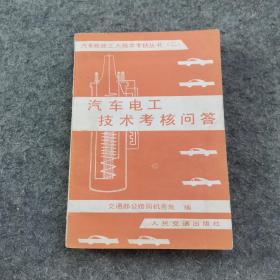 汽车维修工人技术考核丛书（二）
汽车电工
技术考核问答
交通部公路局机务处 编
人民交通出版社